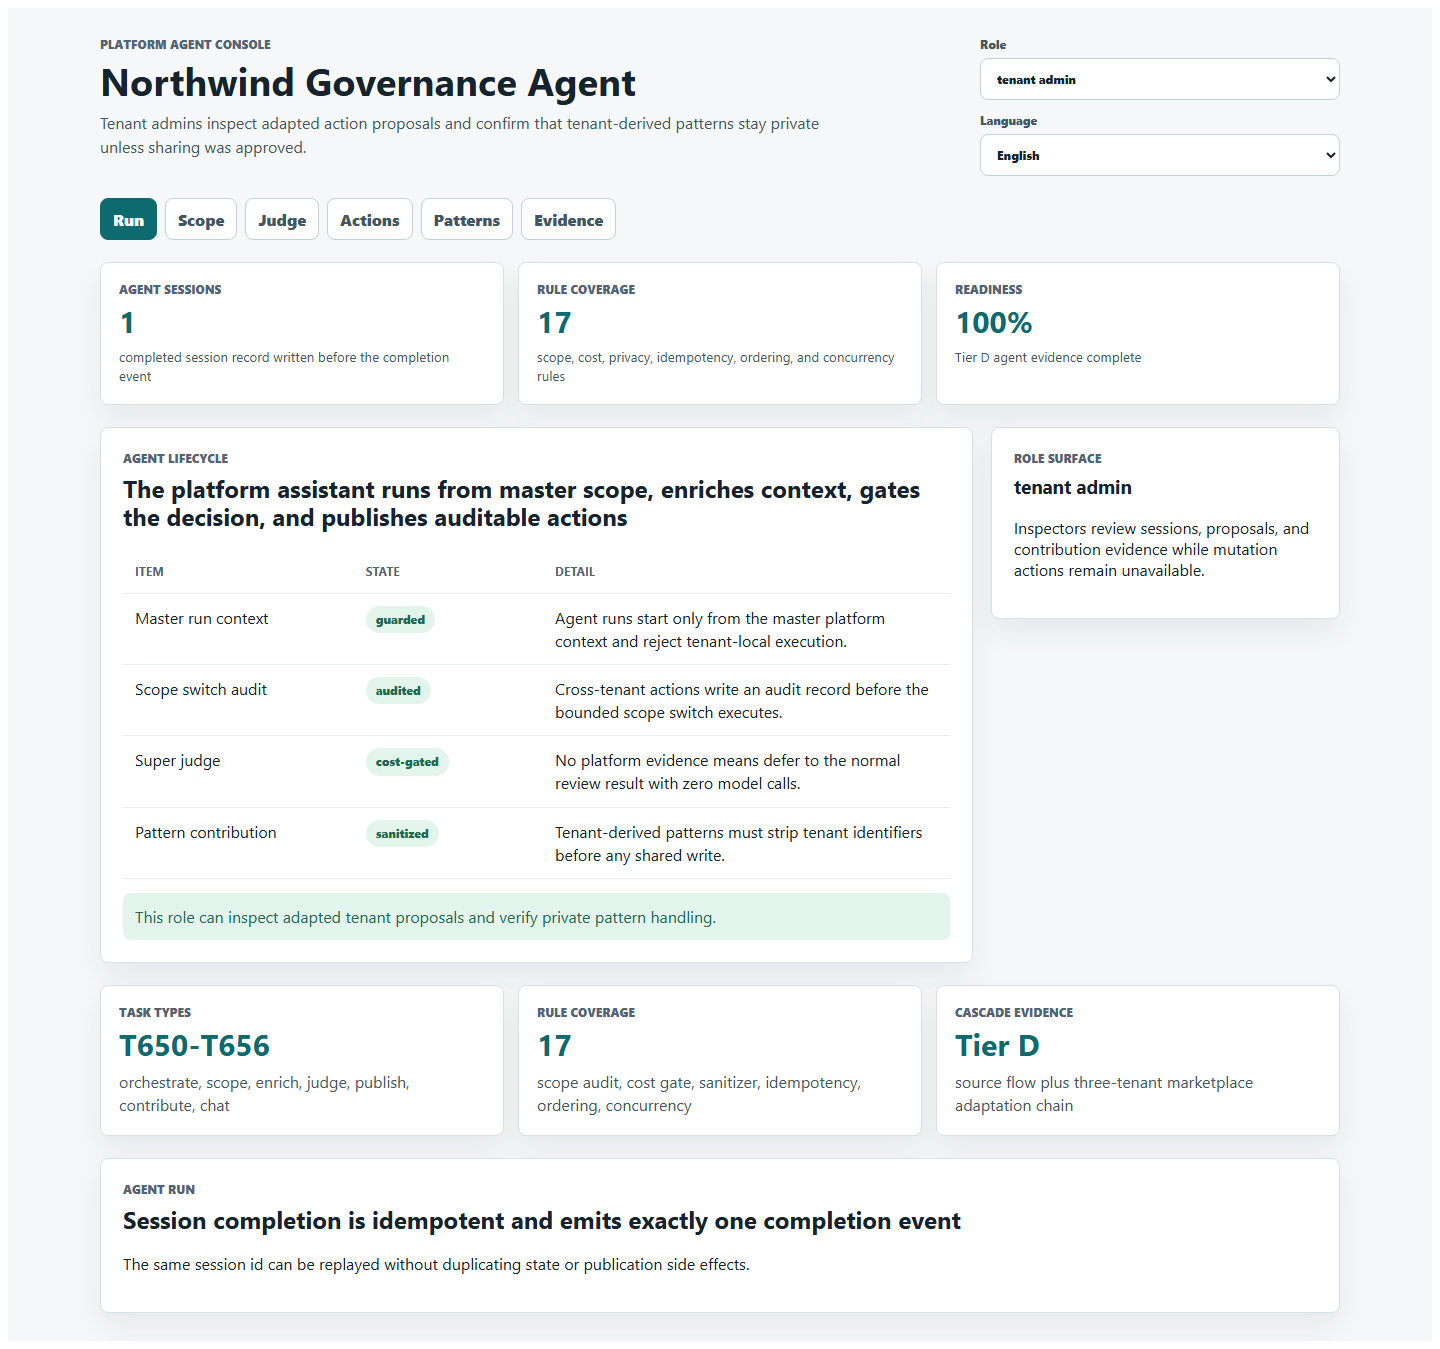 PLATFORM AGENT CONSOLE
Northwind Governance Agent
Tenant admins inspect adapted action proposals and confirm that tenant-derived patterns stay private
unless sharing was approved.
Role
tenant admin
Language
English
Run
Scope
Judge
Actions
Patterns
Evidence
AGENT SESSIONS
1
completed session record written before the completion
event
RULE COVERAGE
17
scope, cost, privacy, idempotency, ordering, and concurrency
rules
READINESS
100%
Tier D agent evidence complete
AGENT LIFECYCLE
The platform assistant runs from master scope, enriches context, gates
the decision, and publishes auditable actions
ITEM STATE DETAIL
Master run context guarded Agent runs start only from the master platform
context and reject tenant-local execution.
Scope switch audit audited Cross-tenant actions write an audit record before the
bounded scope switch executes.
Super judge cost-gated No platform evidence means defer to the normal
review result with zero model calls.
Pattern contribution sanitized Tenant-derived patterns must strip tenant identifiers
before any shared write.
This role can inspect adapted tenant proposals and verify private pattern handling.
ROLE SURFACE
tenant admin
Inspectors review sessions, proposals, and
contribution evidence while mutation
actions remain unavailable.
TASK TYPES
T650-T656
orchestrate, scope, enrich, judge, publish,
contribute, chat
RULE COVERAGE
17
scope audit, cost gate, sanitizer, idempotency,
ordering, concurrency
CASCADE EVIDENCE
Tier D
source flow plus three-tenant marketplace
adaptation chain
AGENT RUN
Session completion is idempotent and emits exactly one completion event
The same session id can be replayed without duplicating state or publication side effects.